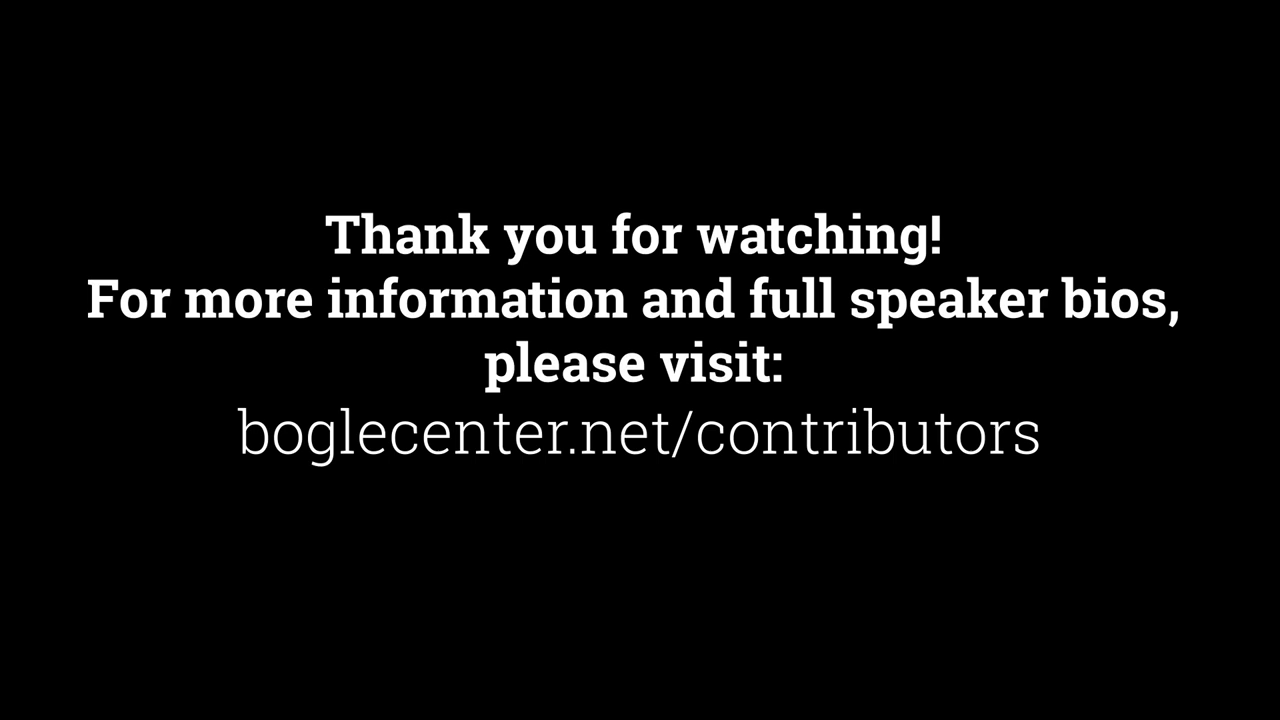 Thank you for watching!
For more information and full speaker bios,
please visit:
boglecenter.net/contributors